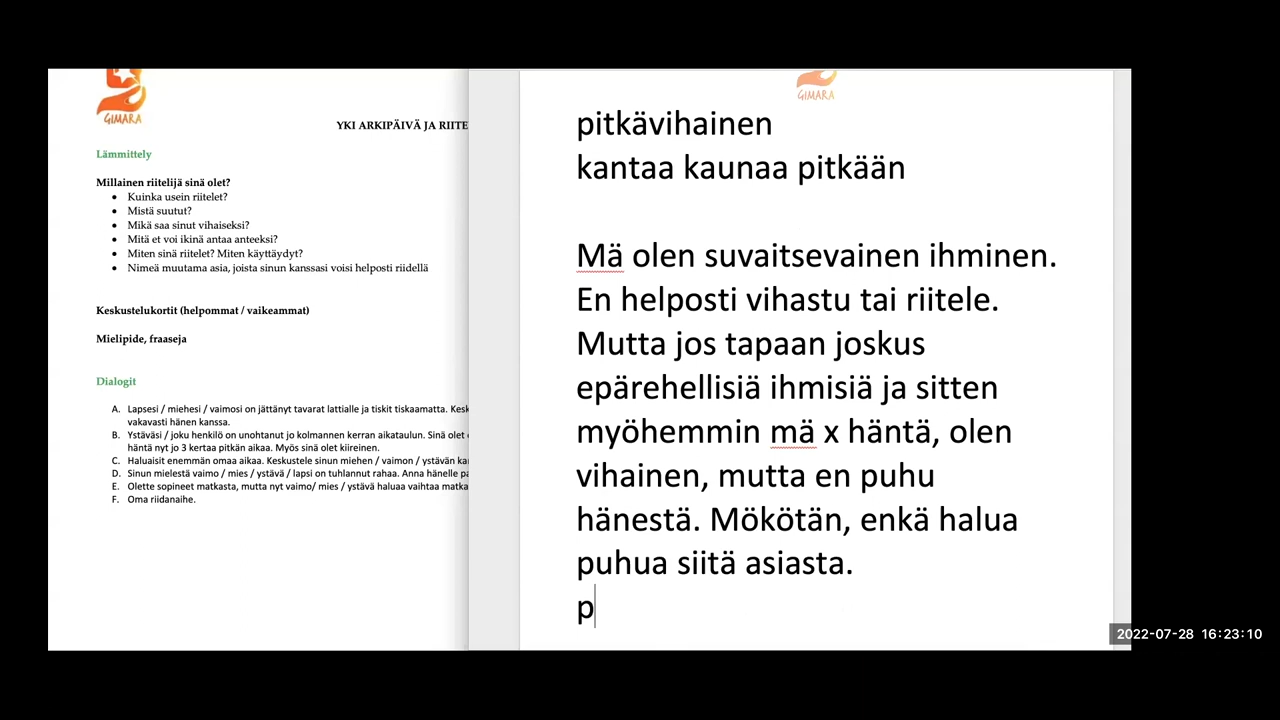 GIMARA
YKI ARKIPÄIVÄ JA RIITE
Lämmittely
Millainen riitelijä sinä olet?
• Kuinka usein riitelet?
• Mistä suutut?
• Mikä saa sinut vihaiseksi?
• Mitä et voi ikinä antaa anteeksi?
• Miten sinä riitelet? Miten käyttäydyt?
• Nimeä muutama asia, joista sinun kanssasi voisi helposti riidellä
Keskustelukortit (helpommat / vaikeammat)
Mielipide, fraaseja
Dialogit
A. Lapsesi / miehesi / vaimosi on jättänyt tavarat lattialle ja tiskit tiskaamatta. Kesk
vakavasti hänen kanssa.
B. Ystäväsi / joku henkilö on unohtanut jo kolmannen kerran aikataulun. Sinä olet
häntä nyt jo 3 kertaa pitkän aikaa. Myös sinä olet kiireinen.
C. Haluaisit enemmän omaa aikaa. Keskustele sinun miehen / vaimon / ystävän ka
D. Sinun mielestä vaimo / mies / ystävä / lapsi on tuhlannut rahaa. Anna hänelle pa
E. Olette sopineet matkasta, mutta nyt vaimo/ mies / ystävä haluaa vaihtaa matka
F. Oma riidanaihe.
GIMARA
pitkävihainen
kantaa kaunaa pitkään
Mä olen suvaitsevainen ihminen.
En helposti vihastu tai riitele.
Mutta jos tapaan joskus
epärehellisiä ihmisiä ja sitten
myöhemmin mä x häntä, olen
vihainen, mutta en puhu
hänestä. Mökötän, enkä halua
puhua siitä asiasta.
p
2022-07-28 16:23:10